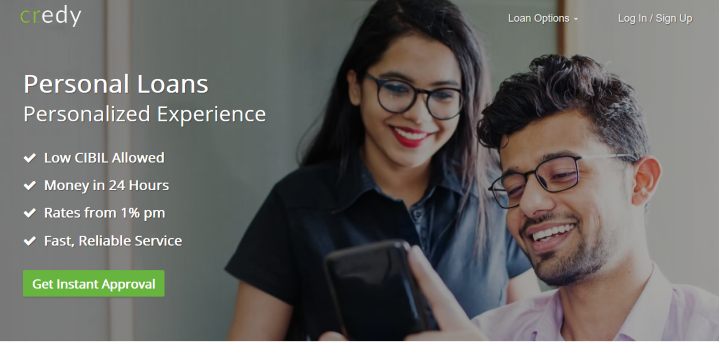 credy
Loan Options
Log In / Sign Up
Personal Loans
Personalized Experience
Low CIBIL Allowed
Money in 24 Hours
Rates from 1% pm
Fast, Reliable Service
Get Instant Approval